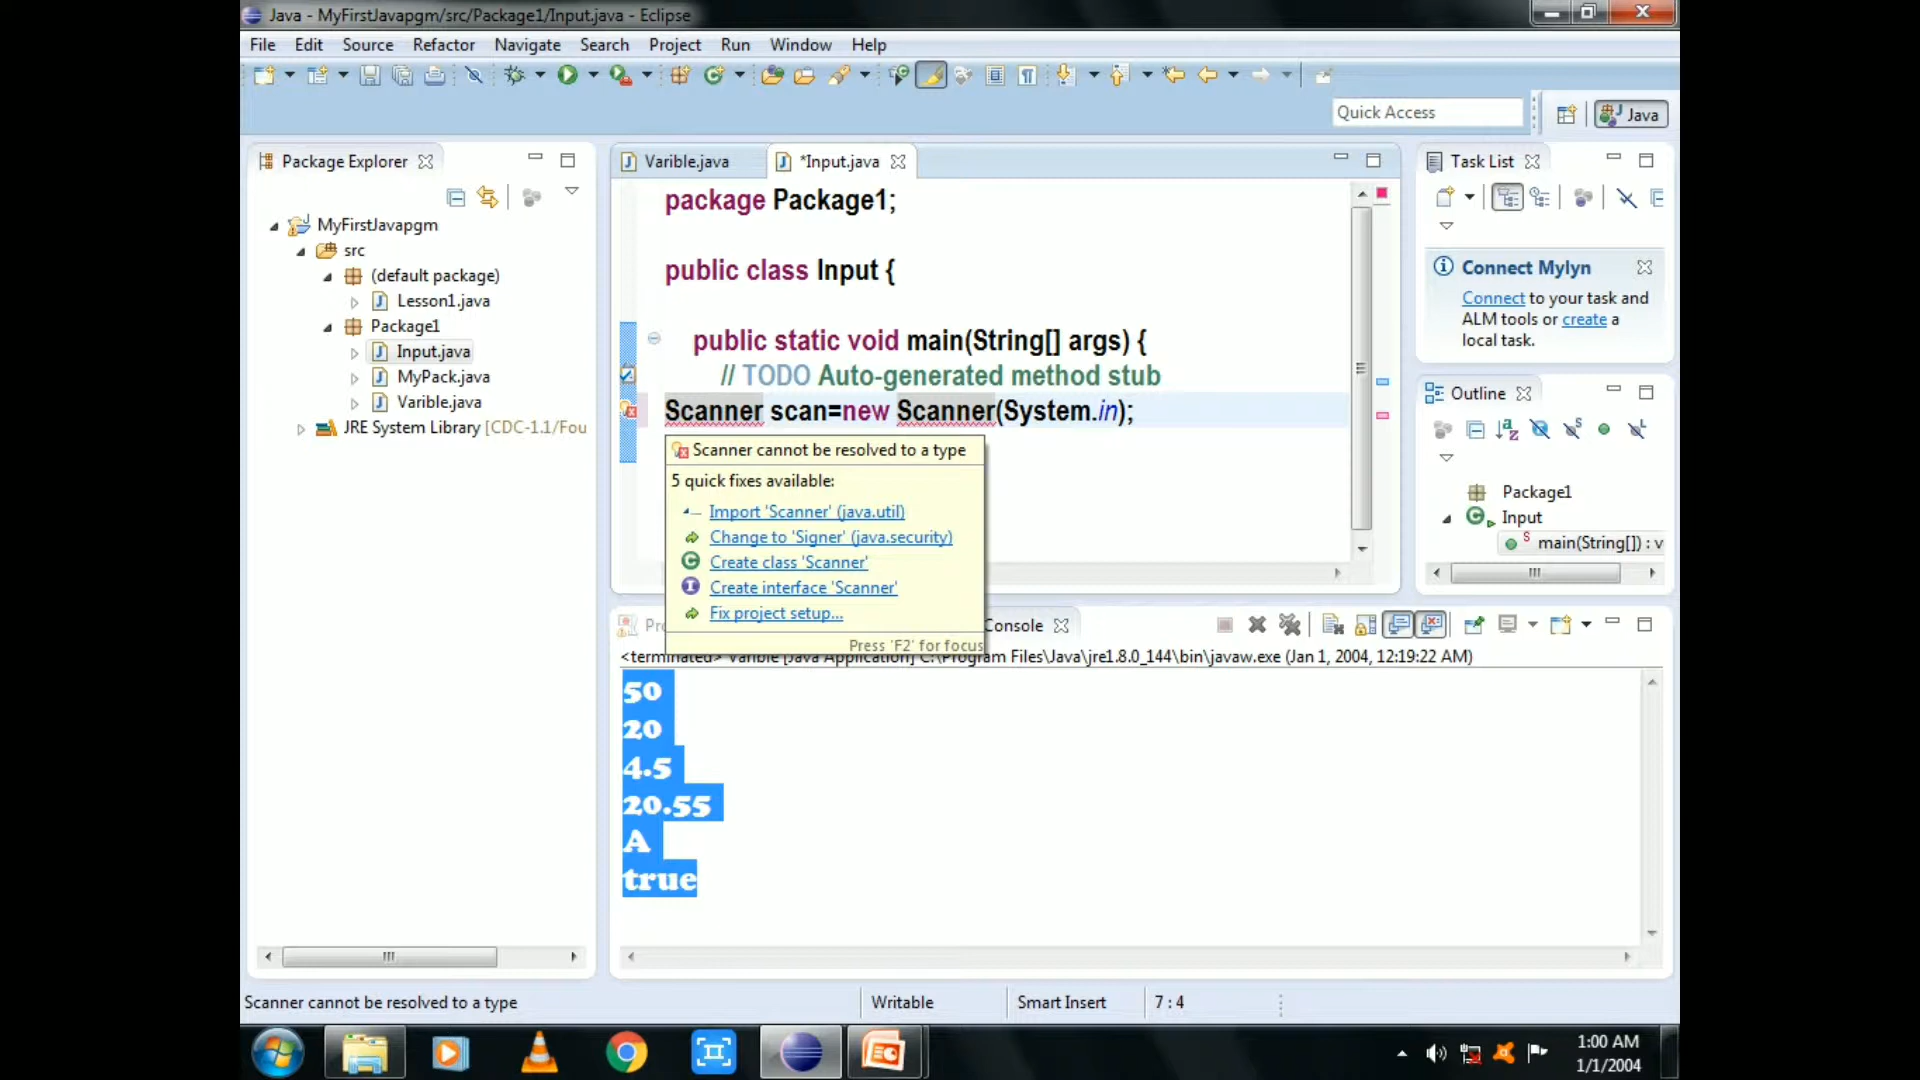 Java - MyFirstJavapgm/src/Package1/Input.java - Eclipse
File Edit Source Refactor Navigate Search Project Run Window Help
Quick Access
Java
Package Explorer
MyFirstJavapgm
src
(default package)
Lesson1.java
Package1
Input.java
MyPack.java
Varible.java
JRE System Library [CDC-1.1/Fou
Varible.java
*Input.java
package Package1;
public class Input {
public static void main(String[] args) {
// TODO Auto-generated method stub
Scanner scan=new Scanner(System.in);
Scanner cannot be resolved to a type
5 quick fixes available:
Import 'Scanner' (java.util)
Change to 'Signer' (java.security)
Create class 'Scanner'
Create interface 'Scanner'
Fix project setup...
Press 'F2' for focus
Task List
Connect Mylyn
Connect to your task and
ALM tools or create a
local task.
Outline
Package1
Input
main(String[]) : v
Pro
Console
<terminated> Varible [Java Application] C:\Program Files\Java\jre1.8.0_144\bin\javaw.exe (Jan 1, 2004, 12:19:22 AM)
50
20
4.5
20.55
A
true
Scanner cannot be resolved to a type
Writable
Smart Insert
7 : 4
1:00 AM
1/1/2004